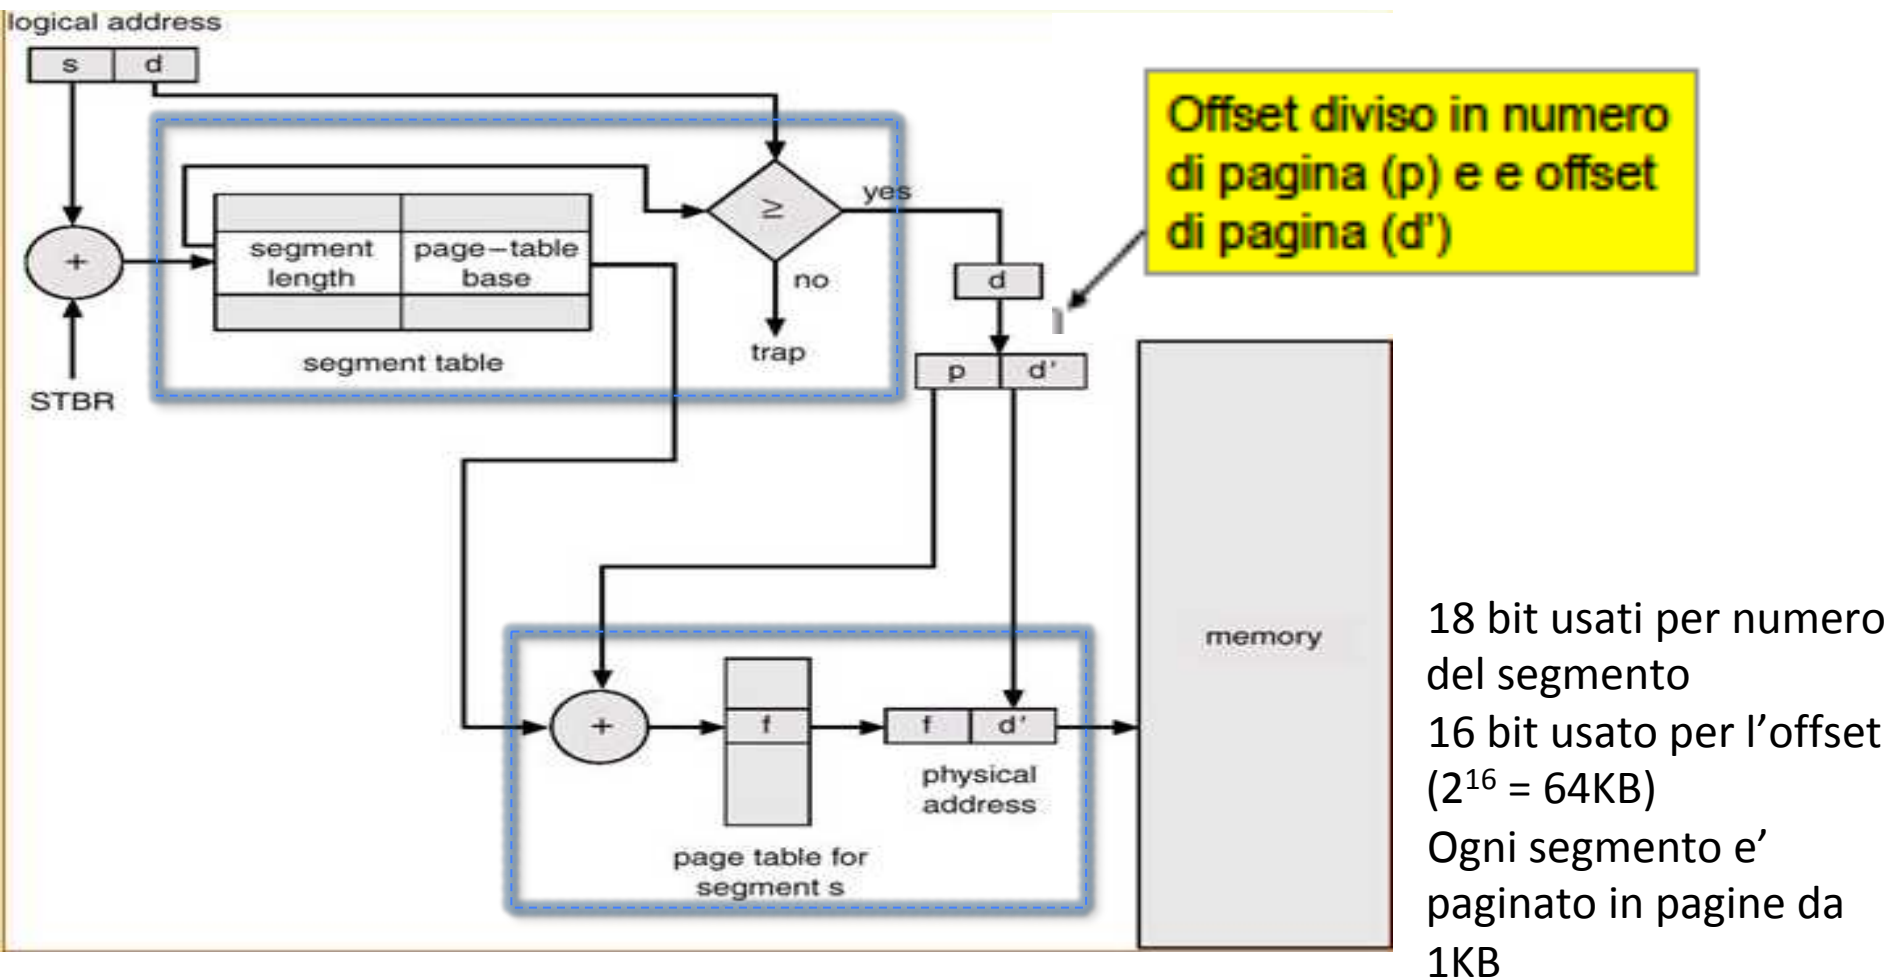 logical address
s d
Offset diviso in numero
di pagina (p) e e offset
di pagina (d')
≥
yes
segment
length
page–table
base
+
no
d
trap
segment table
p d'
STBR
18 bit usati per numero
del segmento
16 bit usato per l'offset
(2¹⁶ = 64KB)
Ogni segmento e'
paginato in pagine da
1KB
memory
+
f
f d'
physical
address
page table for
segment s